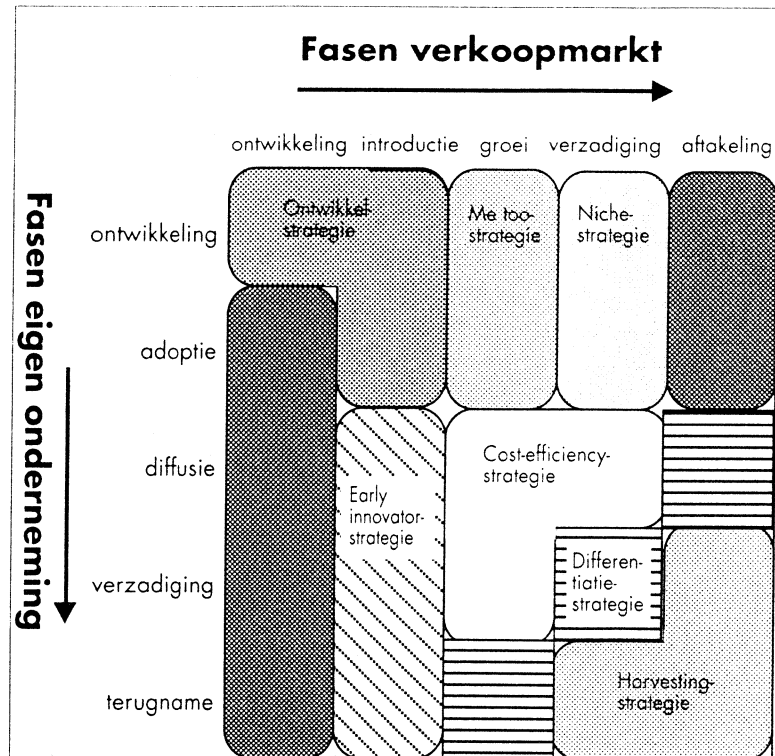 Fasen verkoopmarkt
ontwikkeling introductie groei verzadiging aftakeling
Fasen eigen onderneming
ontwikkeling
adoptie
diffusie
verzadiging
terugname
Ontwikkel-
strategie
Me too-
strategie
Niche-
strategie
Cost-efficiency-
strategie
Early
innovator-
strategie
Differen-
tiatie-
strategie
Harvesting-
strategie